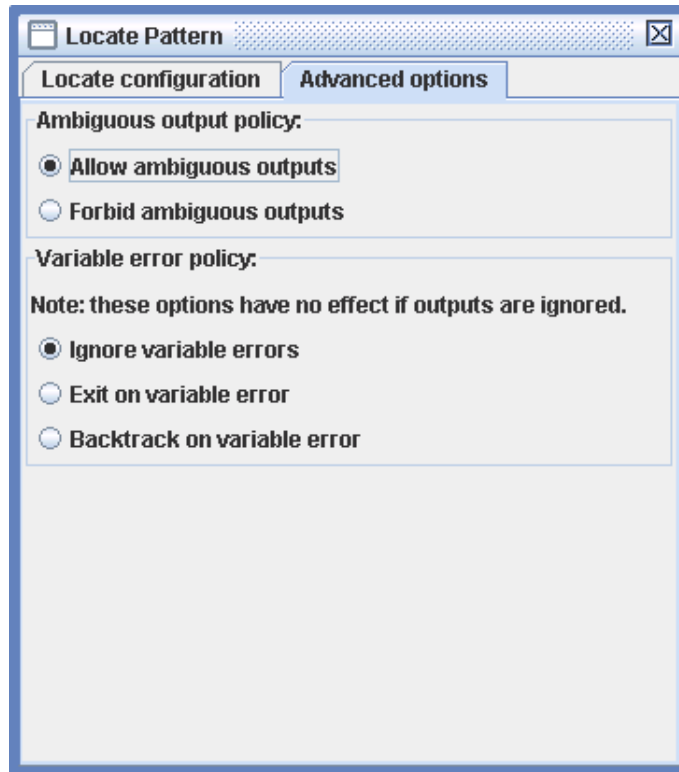 Locate Pattern
Locate configuration
Advanced options
Ambiguous output policy:
Allow ambiguous outputs
Forbid ambiguous outputs
Variable error policy:
Note: these options have no effect if outputs are ignored.
Ignore variable errors
Exit on variable error
Backtrack on variable error